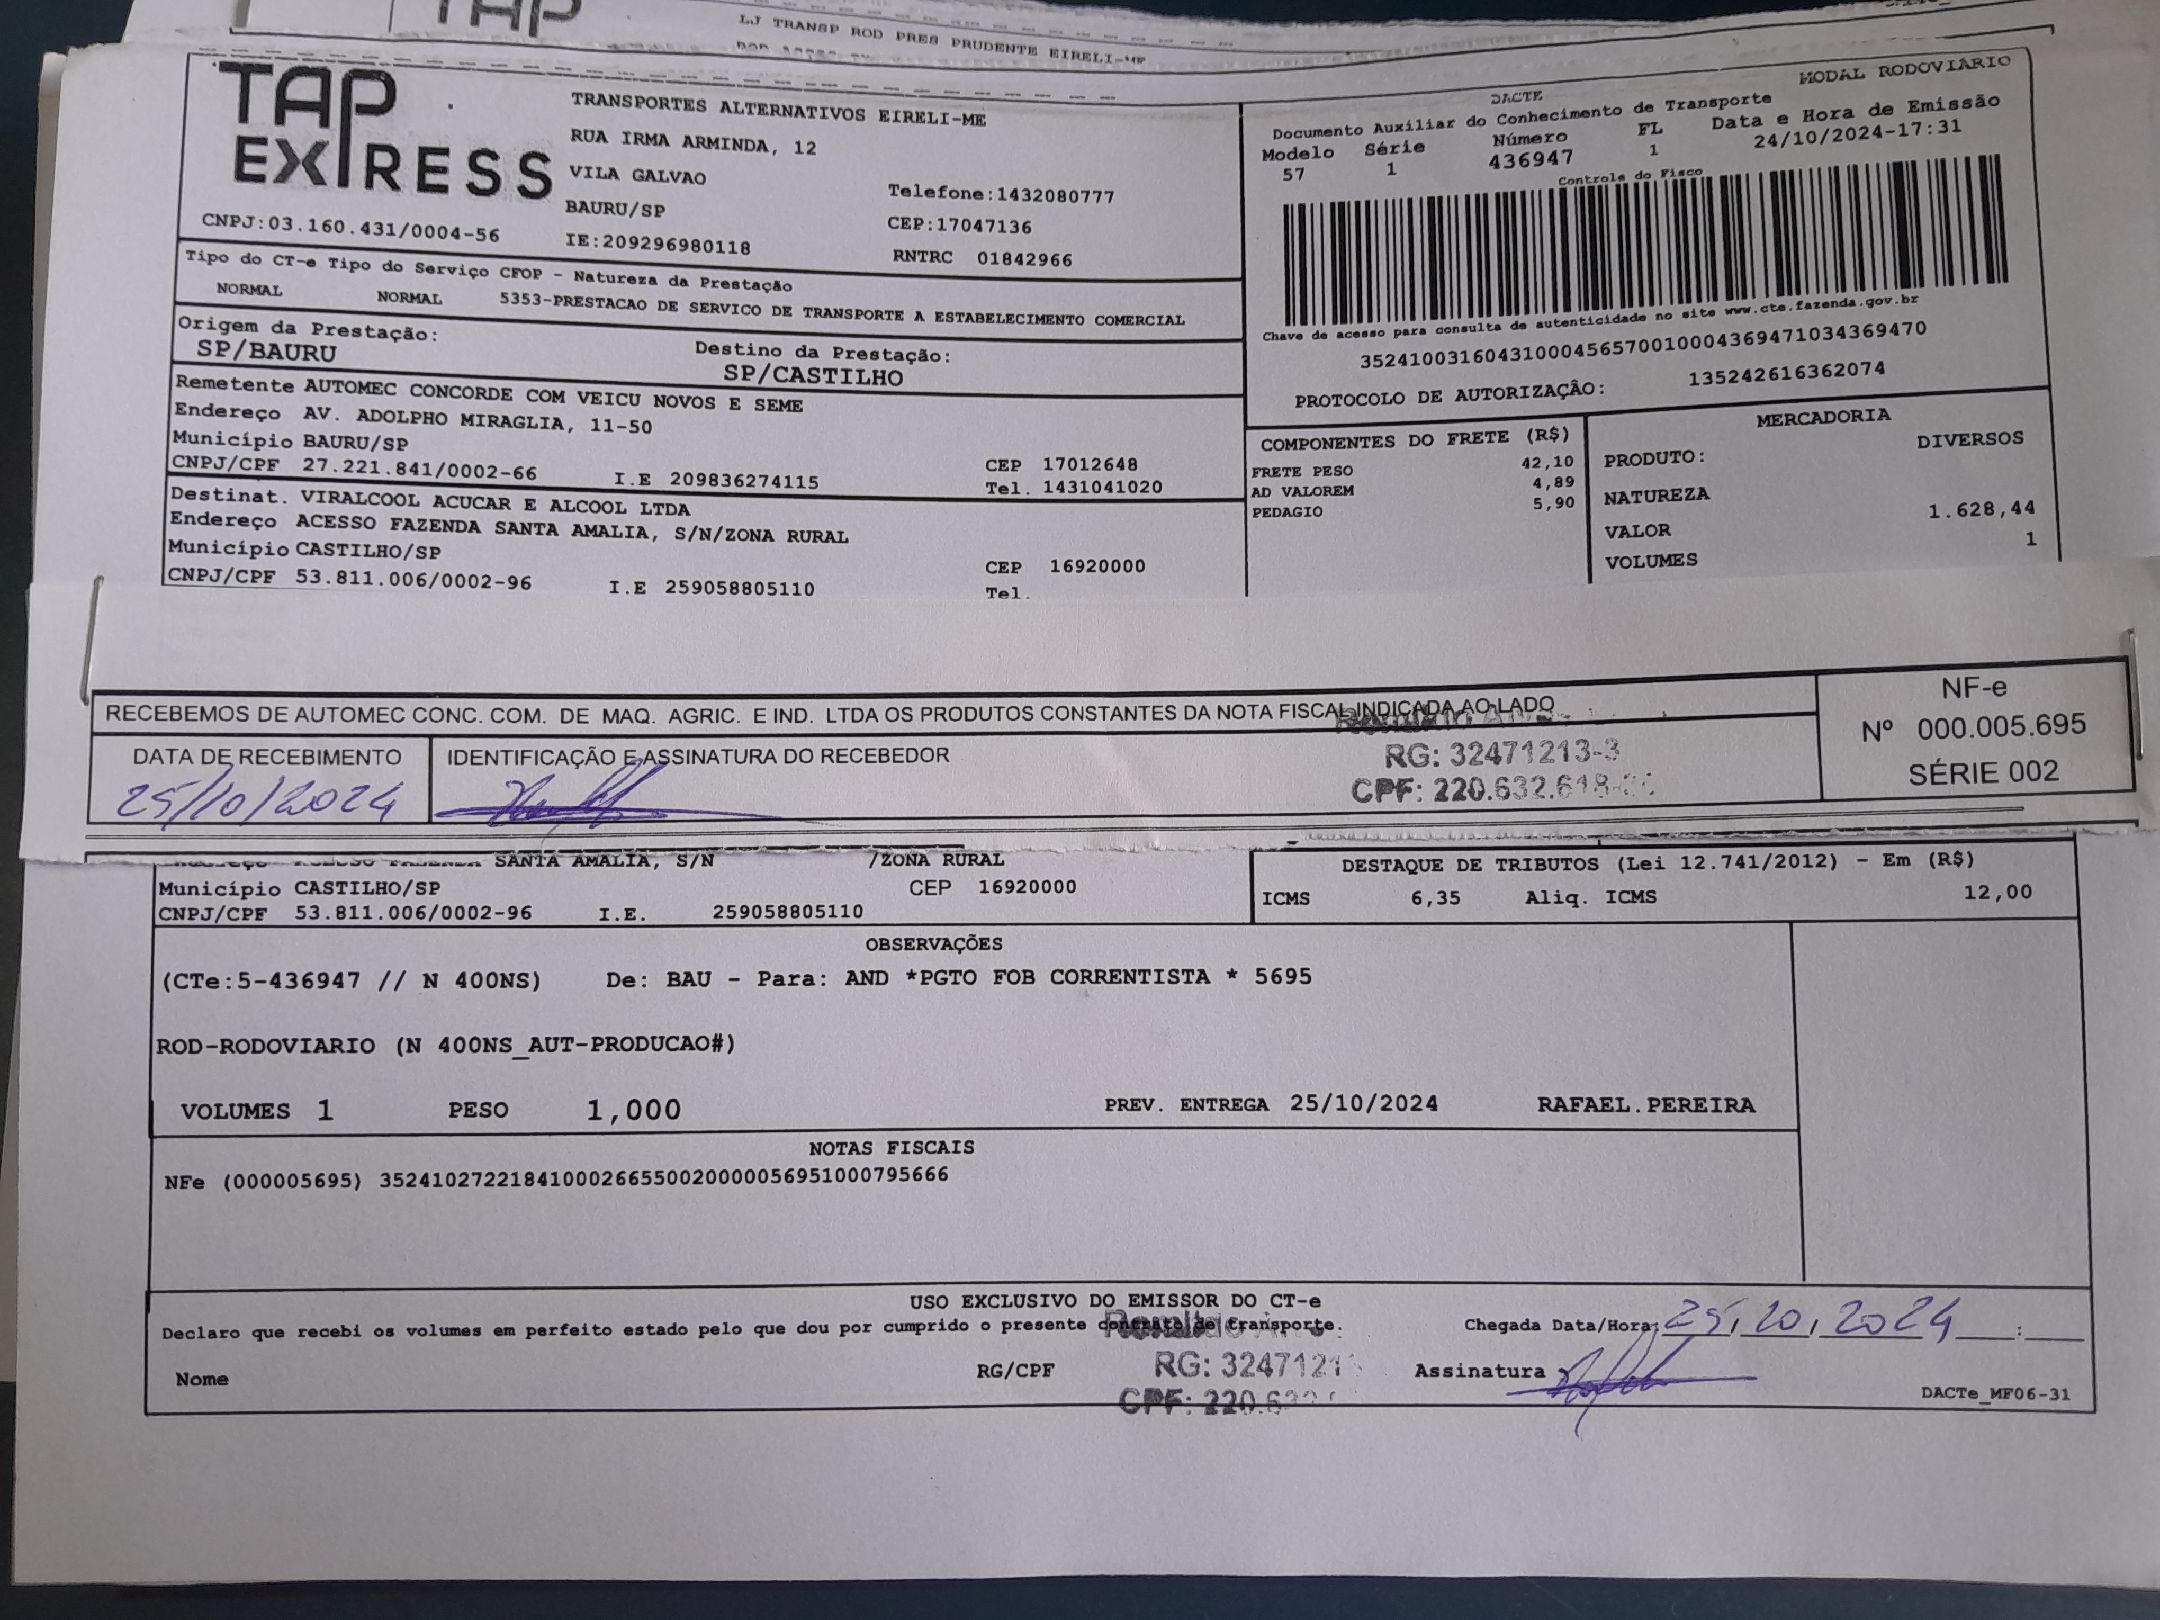 TAP
LJ TRANSP ROD PRES PRUDENTE EIRELI-ME
TAP
EXPRESS
TRANSPORTES ALTERNATIVOS EIRELI-ME
RUA IRMA ARMINDA, 12
VILA GALVAO
Telefone:1432080777
BAURU/SP
CEP:17047136
CNPJ:03.160.431/0004-56
IE:209296980118
RNTRC 01842966
DACTE
MODAL RODOVIÁRIO
Documento Auxiliar do Conhecimento de Transporte
Modelo Série Número FL Data e Hora de Emissão
57 1 436947 1 24/10/2024-17:31
Controle do Fisco
Chave de acesso para consulta de autenticidade no site www.cte.fazenda.gov.br
35241003160431000456570010004369471034369470
PROTOCOLO DE AUTORIZAÇÃO: 135242616362074
Tipo do CT-e Tipo do Serviço CFOP - Natureza da Prestação
NORMAL NORMAL 5353-PRESTACAO DE SERVICO DE TRANSPORTE A ESTABELECIMENTO COMERCIAL
Origem da Prestação: Destino da Prestação:
SP/BAURU SP/CASTILHO
Remetente AUTOMEC CONCORDE COM VEICU NOVOS E SEME
Endereço AV. ADOLPHO MIRAGLIA, 11-50
Município BAURU/SP CEP 17012648
CNPJ/CPF 27.221.841/0002-66 I.E 209836274115 Tel. 1431041020
Destinat. VIRALCOOL ACUCAR E ALCOOL LTDA
Endereço ACESSO FAZENDA SANTA AMALIA, S/N/ZONA RURAL
Município CASTILHO/SP CEP 16920000
CNPJ/CPF 53.811.006/0002-96 I.E 259058805110 Tel.
COMPONENTES DO FRETE (R$)
FRETE PESO 42,10
AD VALOREM 4,89
PEDAGIO 5,90
MERCADORIA
PRODUTO: DIVERSOS
NATUREZA
VALOR 1.628,44
VOLUMES 1
RECEBEMOS DE AUTOMEC CONC. COM. DE MAQ. AGRIC. E IND. LTDA OS PRODUTOS CONSTANTES DA NOTA FISCAL INDICADA AO LADO
NF-e
Nº 000.005.695
SÉRIE 002
DATA DE RECEBIMENTO
25/10/2024
IDENTIFICAÇÃO E ASSINATURA DO RECEBEDOR
RG: 32471213-3
CPF: 220.632.618
SANTA AMALIA, S/N /ZONA RURAL
Município CASTILHO/SP CEP 16920000
CNPJ/CPF 53.811.006/0002-96 I.E. 259058805110
DESTAQUE DE TRIBUTOS (Lei 12.741/2012) - Em (R$)
ICMS 6,35 Aliq. ICMS 12,00
OBSERVAÇÕES
(CTe:5-436947 // N 400NS) De: BAU - Para: AND *PGTO FOB CORRENTISTA * 5695
ROD-RODOVIARIO (N 400NS_AUT-PRODUCAO#)
VOLUMES 1 PESO 1,000 PREV. ENTREGA 25/10/2024 RAFAEL.PEREIRA
NOTAS FISCAIS
NFe (000005695) 35241027221841000266550020000056951000795666
USO EXCLUSIVO DO EMISSOR DO CT-e
Declaro que recebi os volumes em perfeito estado pelo que dou por cumprido o presente contrato de transporte.
Chegada Data/Hora: 25, 10, 2024 :
Ronaldo
Nome RG/CPF
RG: 3247121
CPF: 220.6
Assinatura
DACTe_MF06-31